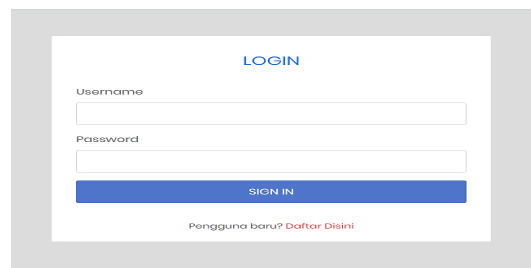 LOGIN
Username
Password
SIGN IN
Pengguna baru? Daftar Disini